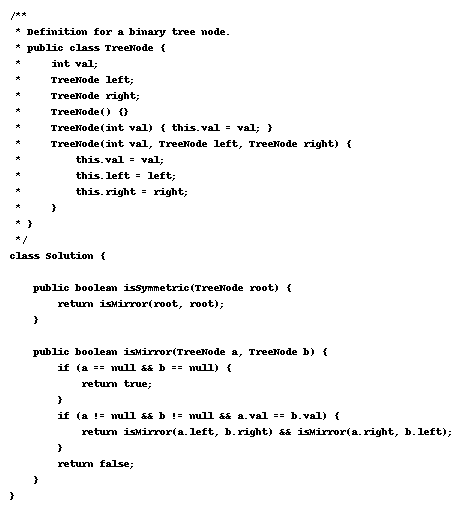 /**
 * Definition for a binary tree node.
 * public class TreeNode {
 *     int val;
 *     TreeNode left;
 *     TreeNode right;
 *     TreeNode() {}
 *     TreeNode(int val) { this.val = val; }
 *     TreeNode(int val, TreeNode left, TreeNode right) {
 *         this.val = val;
 *         this.left = left;
 *         this.right = right;
 *     }
 * }
 */
class Solution {
    public boolean isSymmetric(TreeNode root) {
        return isMirror(root, root);
    }
    public boolean isMirror(TreeNode a, TreeNode b) {
        if (a == null && b == null) {
            return true;
        }
        if (a != null && b != null && a.val == b.val) {
            return isMirror(a.left, b.right) && isMirror(a.right, b.left);
        }
        return false;
    }
}